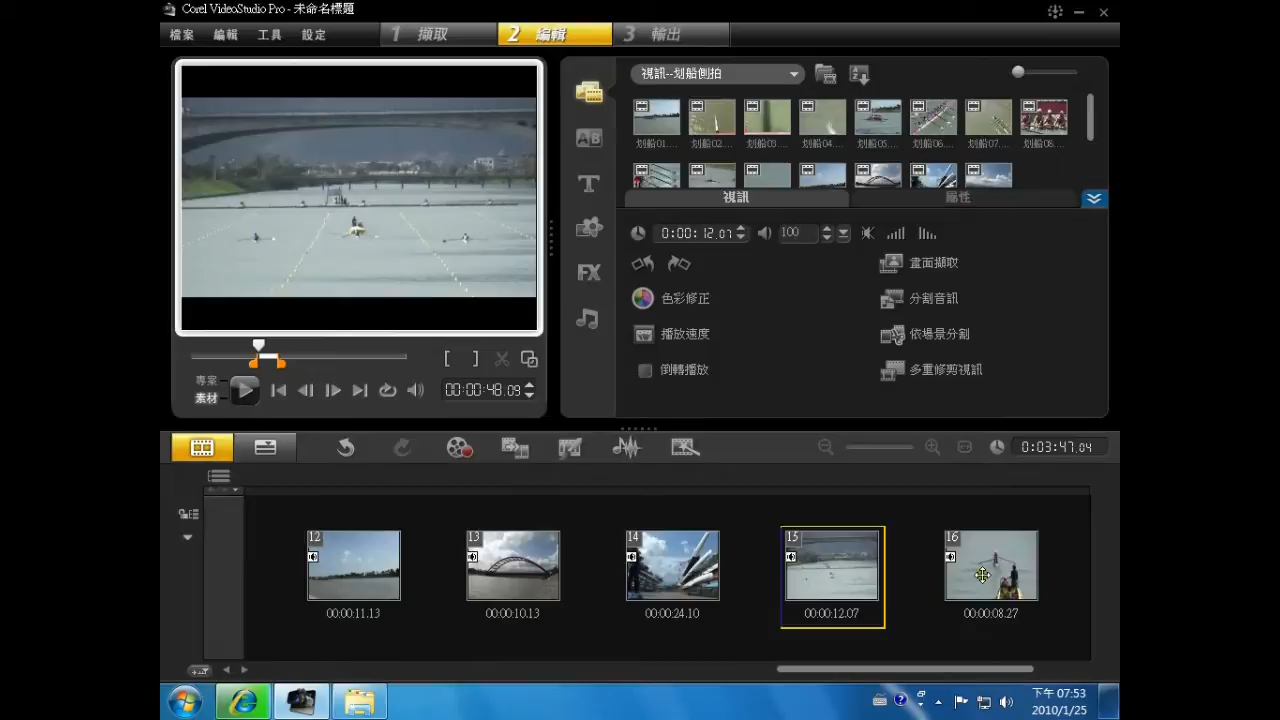 Corel VideoStudio Pro - 未命名標題
檔案 編輯 工具 設定
1 擷取 2 編輯 3 輸出
視訊--划船側拍
划船01... 划船02... 划船03... 划船04... 划船05... 划船06... 划船07... 划船08...
視訊 屬性
0:00:12.07 100
畫面擷取
色彩修正 分割音訊
播放速度 依場景分割
倒轉播放 多重修剪視訊
AB
T
FX
[ ]
專案
素材
00:00:48.09
0:03:47.04
12 13 14 15 16
00:00:11.13 00:00:10.13 00:00:24.10 00:00:12.07 00:00:08.27
下午 07:53
2010/1/25